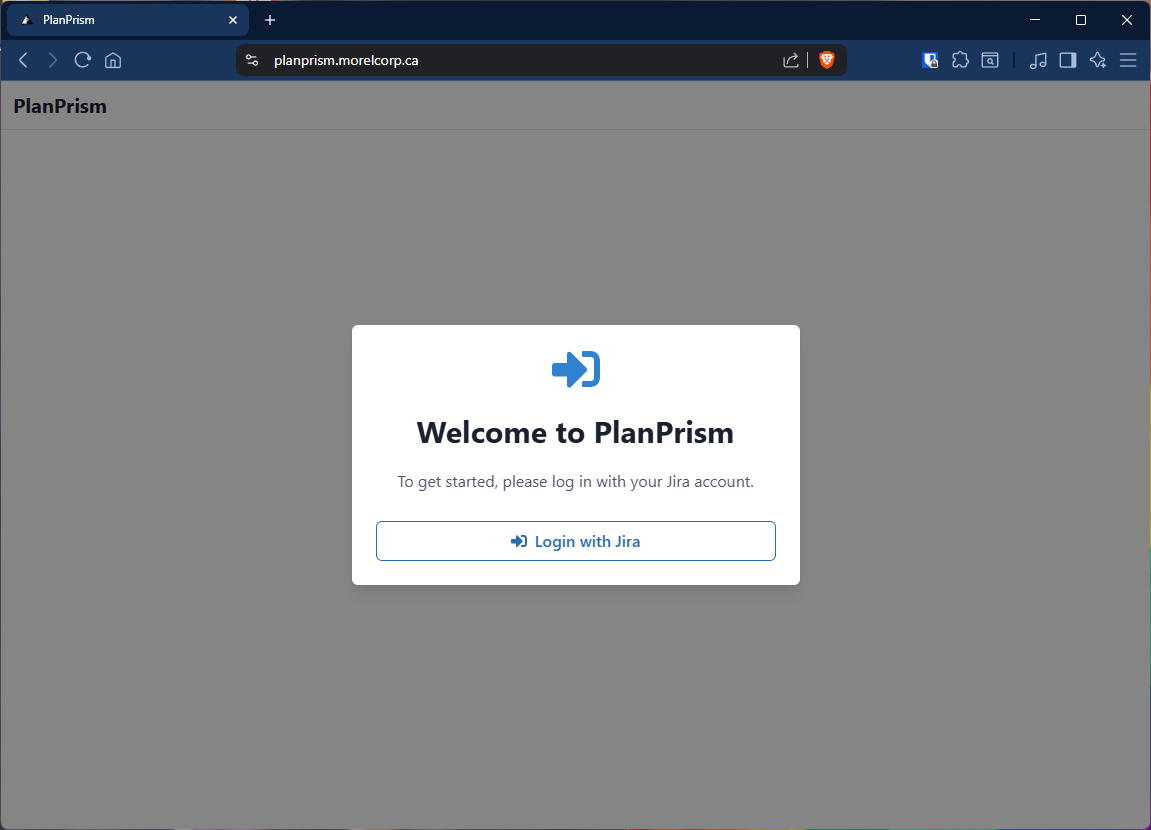 PlanPrism
planprism.morelcorp.ca
PlanPrism
Welcome to PlanPrism
To get started, please log in with your Jira account.
Login with Jira